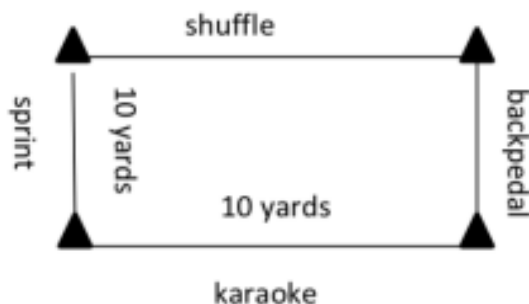 shuffle
sprint
10 yards
backpedal
10 yards
karaoke